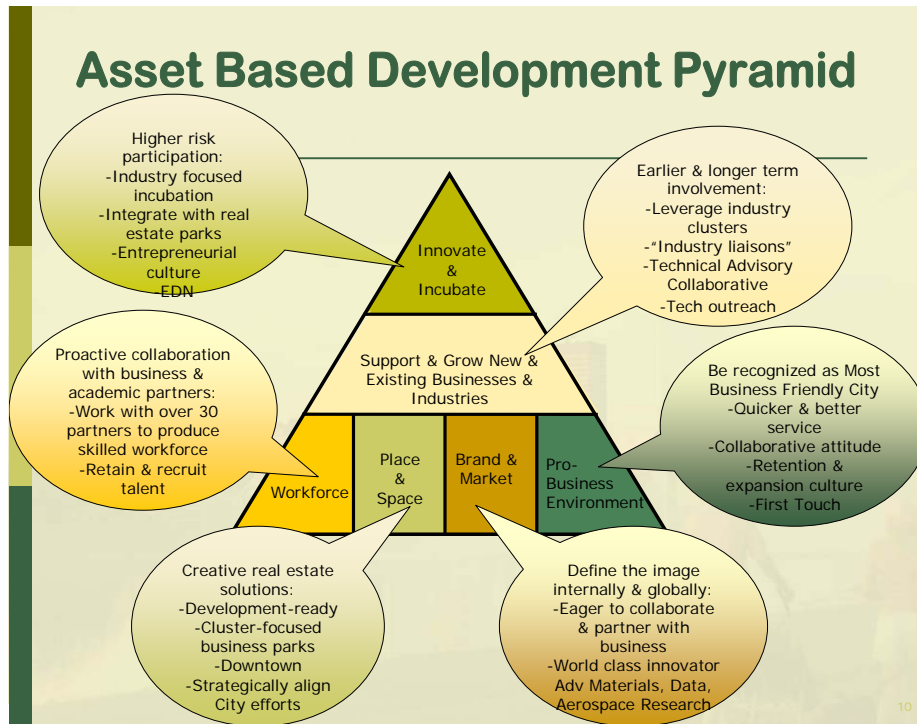 Asset Based Development Pyramid
Higher risk
participation:
-Industry focused
incubation
-Integrate with real
estate parks
-Entrepreneurial
culture
-EDN
Earlier & longer term
involvement:
-Leverage industry
clusters
-“Industry liaisons”
-Technical Advisory
Collaborative
-Tech outreach
Innovate
&
Incubate
Support & Grow New &
Existing Businesses &
Industries
Proactive collaboration
with business &
academic partners:
-Work with over 30
partners to produce
skilled workforce
-Retain & recruit
talent
Be recognized as Most
Business Friendly City
-Quicker & better
service
-Collaborative attitude
-Retention &
expansion culture
-First Touch
Workforce
Place
&
Space
Brand &
Market
Pro-
Business
Environment
Creative real estate
solutions:
-Development-ready
-Cluster-focused
business parks
-Downtown
-Strategically align
City efforts
Define the image
internally & globally:
-Eager to collaborate
& partner with
business
-World class innovator
Adv Materials, Data,
Aerospace Research
10